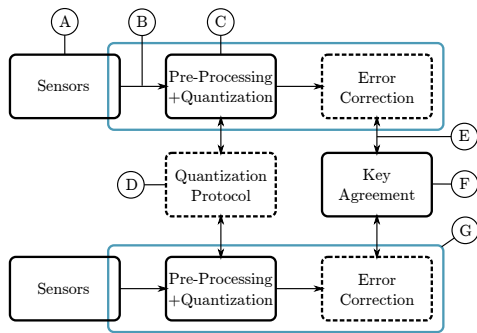 A
B
C
Sensors
Pre-Processing
+Quantization
Error
Correction
E
D
Quantization
Protocol
Key
Agreement
F
G
Sensors
Pre-Processing
+Quantization
Error
Correction